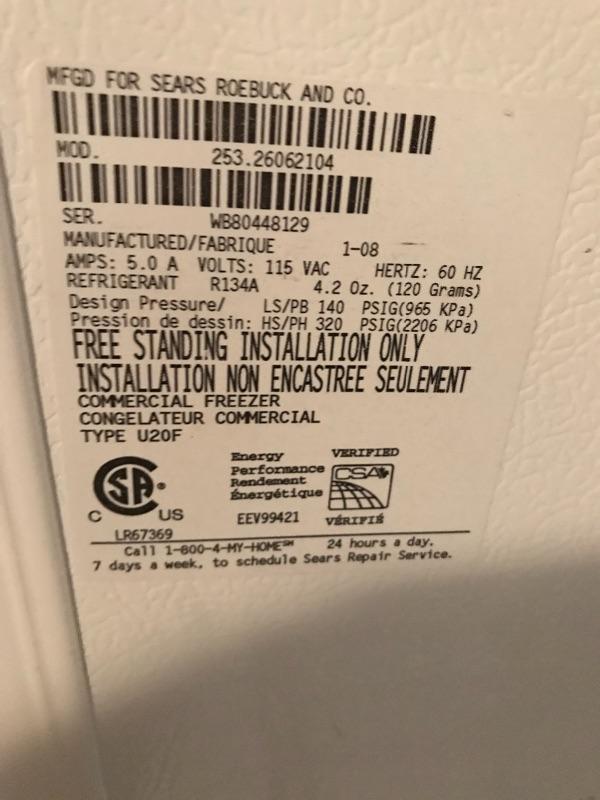 MFGD FOR SEARS ROEBUCK AND CO.
MOD. 253.26062104
SER. WB80448129
MANUFACTURED/FABRIQUE 1-08
AMPS: 5.0 A VOLTS: 115 VAC HERTZ: 60 HZ
REFRIGERANT R134A 4.2 Oz. (120 Grams)
Design Pressure/ LS/PB 140 PSIG(965 KPa)
Pression de dessin: HS/PH 320 PSIG(2206 KPa)
FREE STANDING INSTALLATION ONLY
INSTALLATION NON ENCASTREE SEULEMENT
COMMERCIAL FREEZER
CONGELATEUR COMMERCIAL
TYPE U20F
Energy
Performance
Rendement
Énergétique
EEV99421
VERIFIED
CSA
VÉRIFIÉ
SA ®
C US
LR67369
Call 1-800-4-MY-HOME℠ 24 hours a day,
7 days a week, to schedule Sears Repair Service.